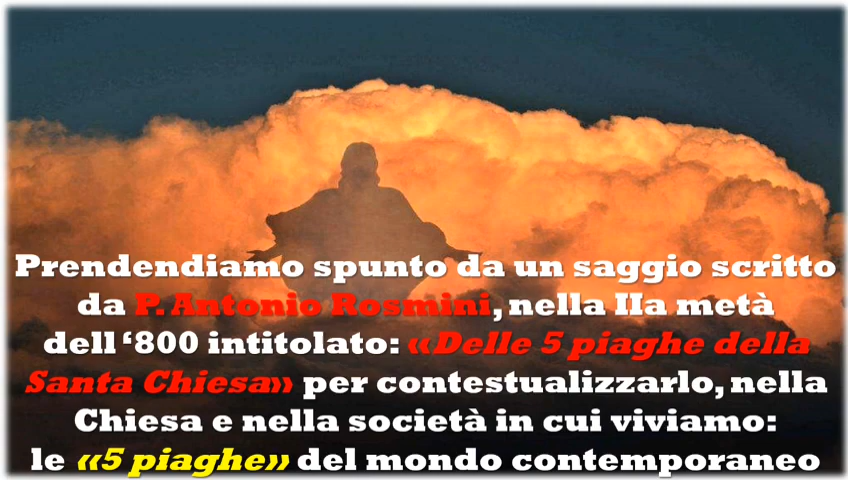 Prendendiamo spunto da un saggio scritto
da P. Antonio Rosmini, nella IIa metà
dell‘800 intitolato: «Delle 5 piaghe della
Santa Chiesa» per contestualizzarlo, nella
Chiesa e nella società in cui viviamo:
le «5 piaghe» del mondo contemporaneo